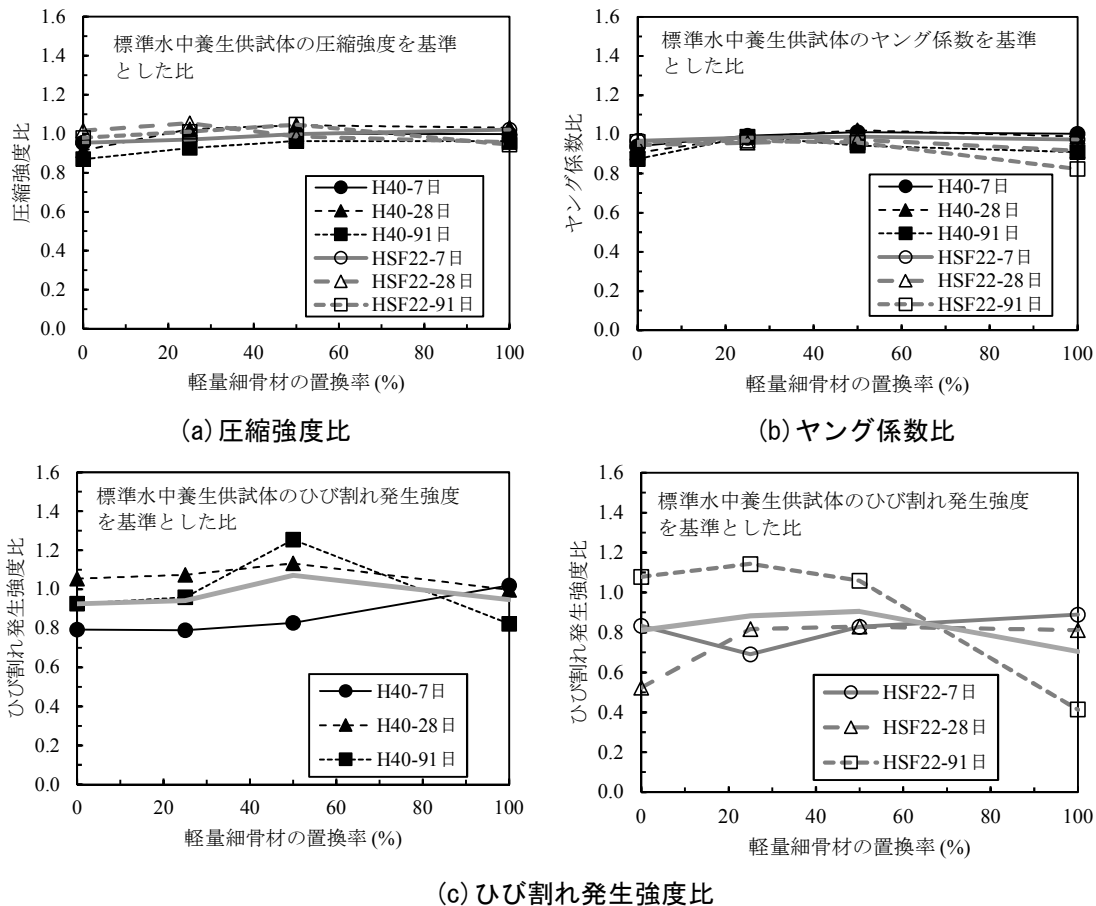 1.6
1.4
1.2
1.0
0.8
0.6
0.4
0.2
0.0
圧縮強度比
標準水中養生供試体の圧縮強度を基準
とした比
H40-7日
H40-28日
H40-91日
HSF22-7日
HSF22-28日
HSF22-91日
0 20 40 60 80 100
軽量細骨材の置換率(%)
(a)圧縮強度比
1.6
1.4
1.2
1.0
0.8
0.6
0.4
0.2
0.0
ヤング係数比
標準水中養生供試体のヤング係数を基準
とした比
H40-7日
H40-28日
H40-91日
HSF22-7日
HSF22-28日
HSF22-91日
0 20 40 60 80 100
軽量細骨材の置換率(%)
(b)ヤング係数比
1.6
1.4
1.2
1.0
0.8
0.6
0.4
0.2
0.0
ひび割れ発生強度比
標準水中養生供試体のひび割れ発生強度
を基準とした比
H40-7日
H40-28日
H40-91日
0 20 40 60 80 100
軽量細骨材の置換率(%)
1.6
1.4
1.2
1.0
0.8
0.6
0.4
0.2
0.0
ひび割れ発生強度比
標準水中養生供試体のひび割れ発生強度
を基準とした比
HSF22-7日
HSF22-28日
HSF22-91日
0 20 40 60 80 100
軽量細骨材の置換率(%)
(c)ひび割れ発生強度比